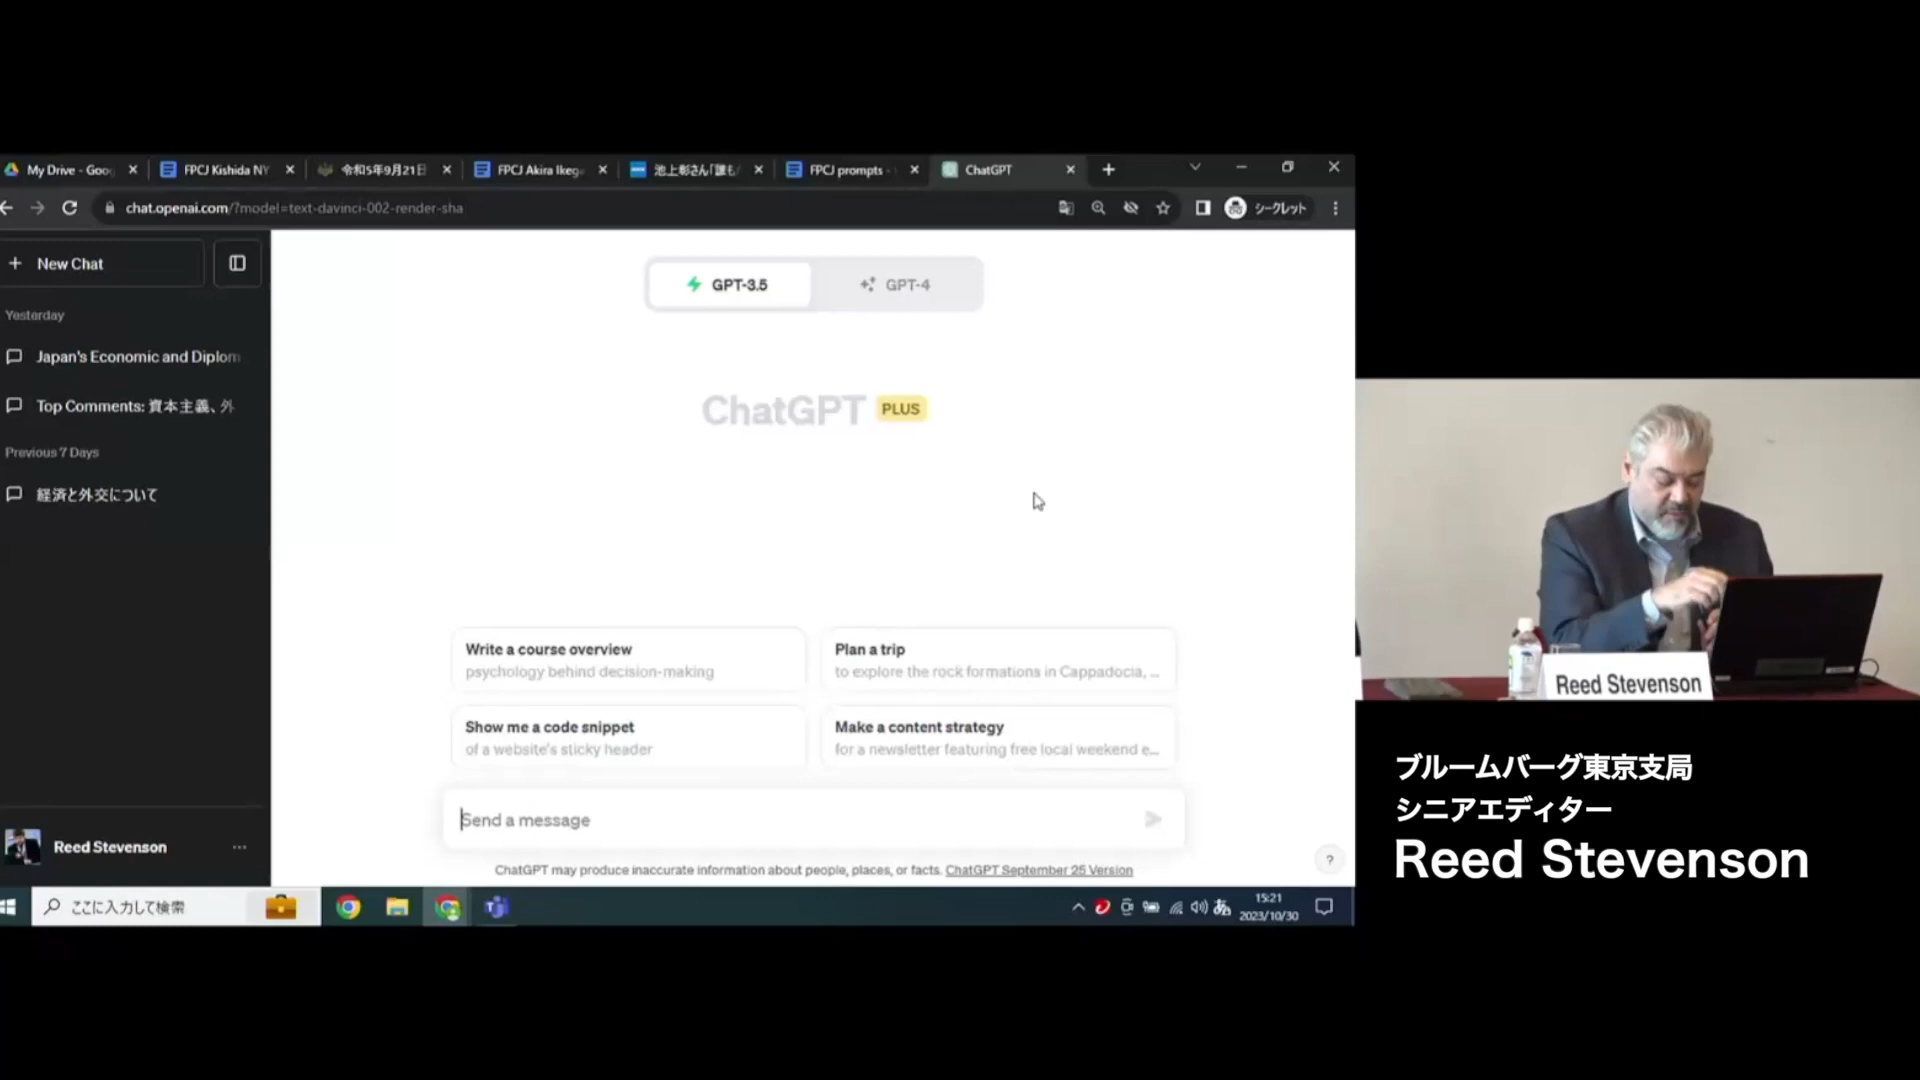 My Drive - Goo
FPCJ Kishida NY
令和5年9月21日
FPCJ Akira Ikeg
池上彰さん「誰も
FPCJ prompts -
ChatGPT
chat.openai.com/?model=text-davinci-002-render-sha
シークレット
New Chat
GPT-3.5
GPT-4
Yesterday
Japan's Economic and Diplom
Top Comments: 資本主義、外
Previous 7 Days
経済と外交について
ChatGPT PLUS
Write a course overview
psychology behind decision-making
Plan a trip
to explore the rock formations in Cappadocia, ...
Show me a code snippet
of a website's sticky header
Make a content strategy
for a newsletter featuring free local weekend e...
Send a message
Reed Stevenson
ChatGPT may produce inaccurate information about people, places, or facts. ChatGPT September 25 Version
?
ここに入力して検索
あ
15:21
2023/10/30
Reed Stevenson
ブルームバーグ東京支局
シニアエディター
Reed Stevenson